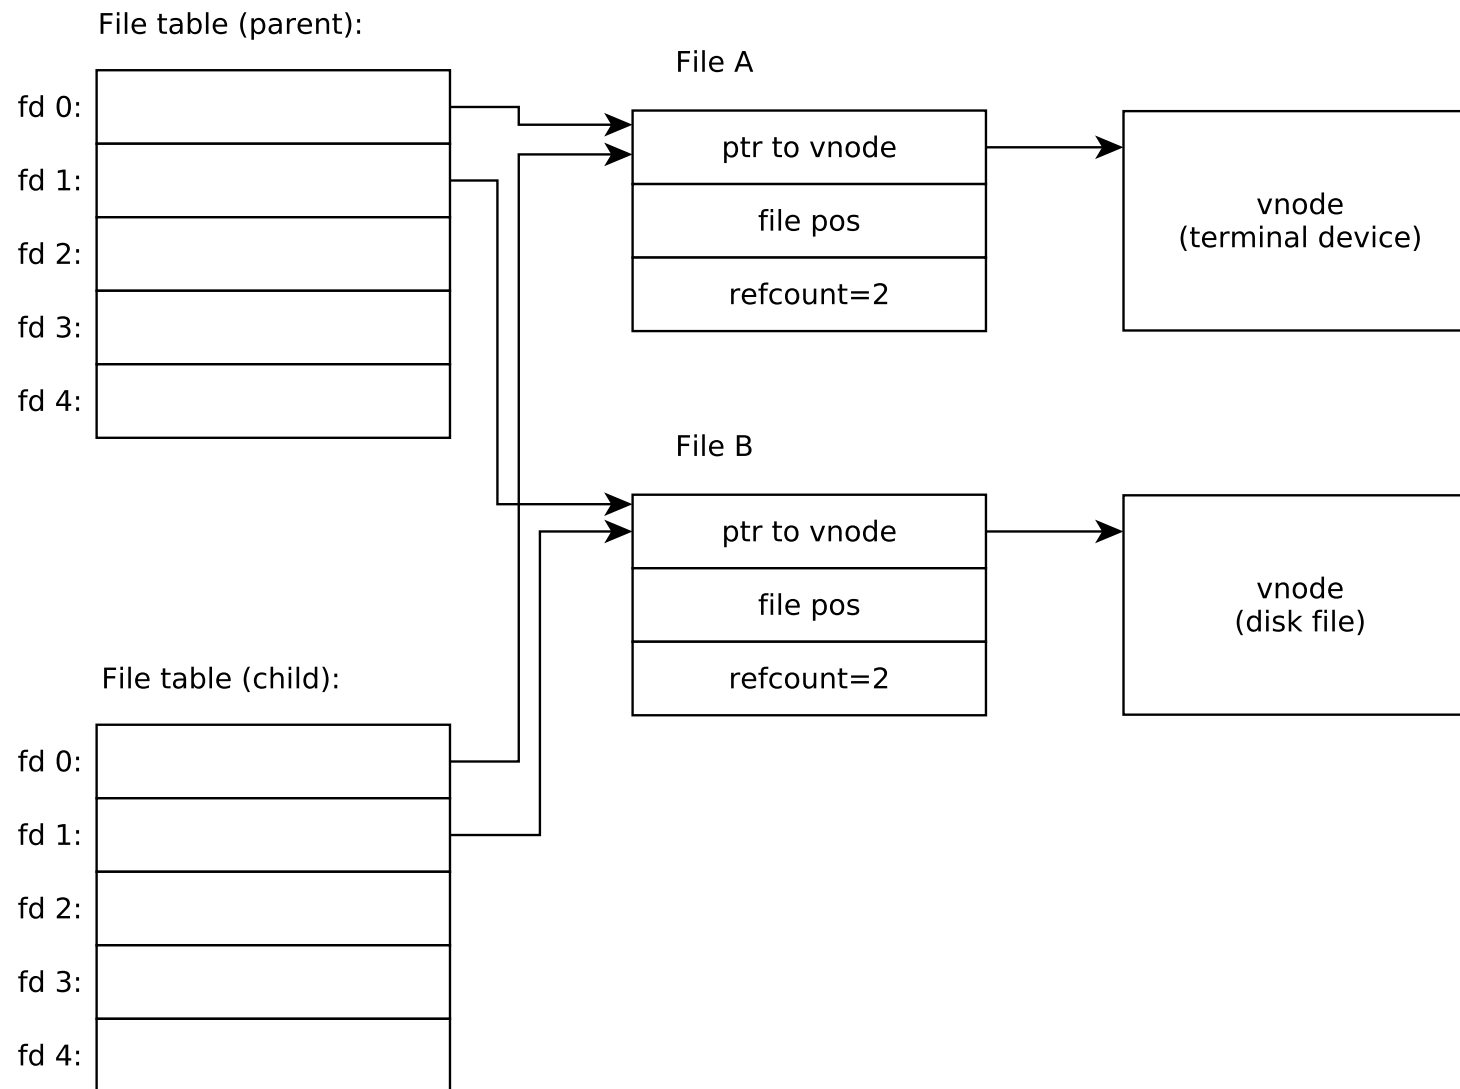 File table (parent):
fd 0:
fd 1:
fd 2:
fd 3:
fd 4:
File A
ptr to vnode
file pos
refcount=2
vnode
(terminal device)
File B
ptr to vnode
file pos
refcount=2
vnode
(disk file)
File table (child):
fd 0:
fd 1:
fd 2:
fd 3:
fd 4: